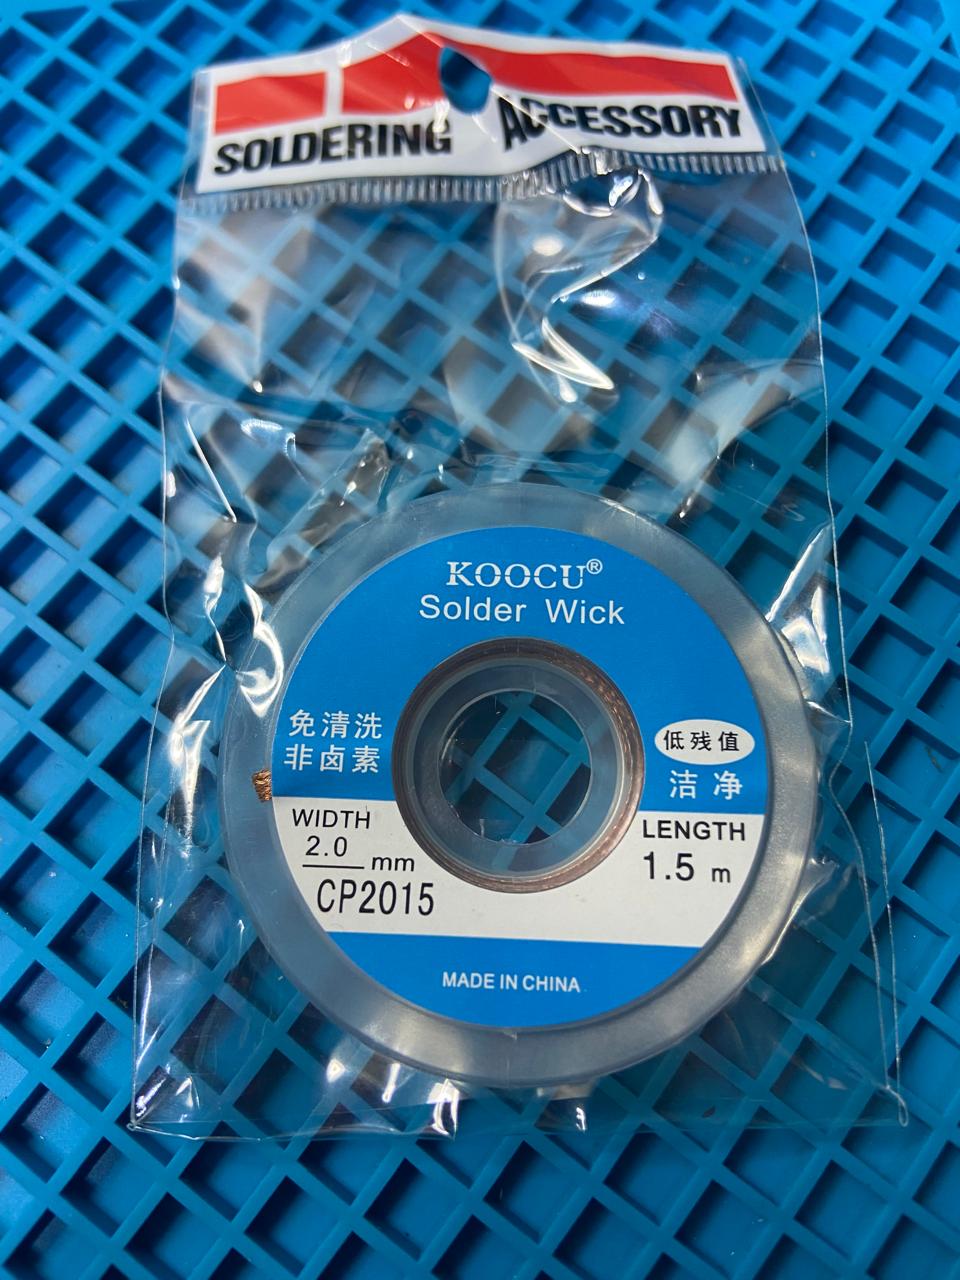 SOLDERING ACCESSORY
KOOCU®
Solder Wick
免清洗
非卤素
低残值
洁净
WIDTH
2.0 mm
CP2015
LENGTH
1.5 m
MADE IN CHINA